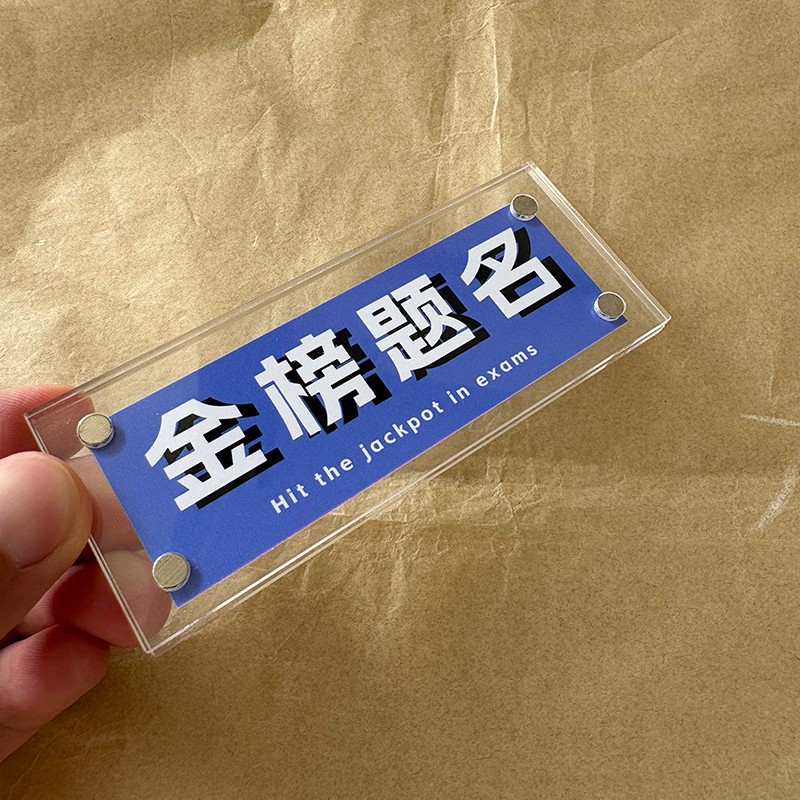 金榜题名
Hit the jackpot in exams